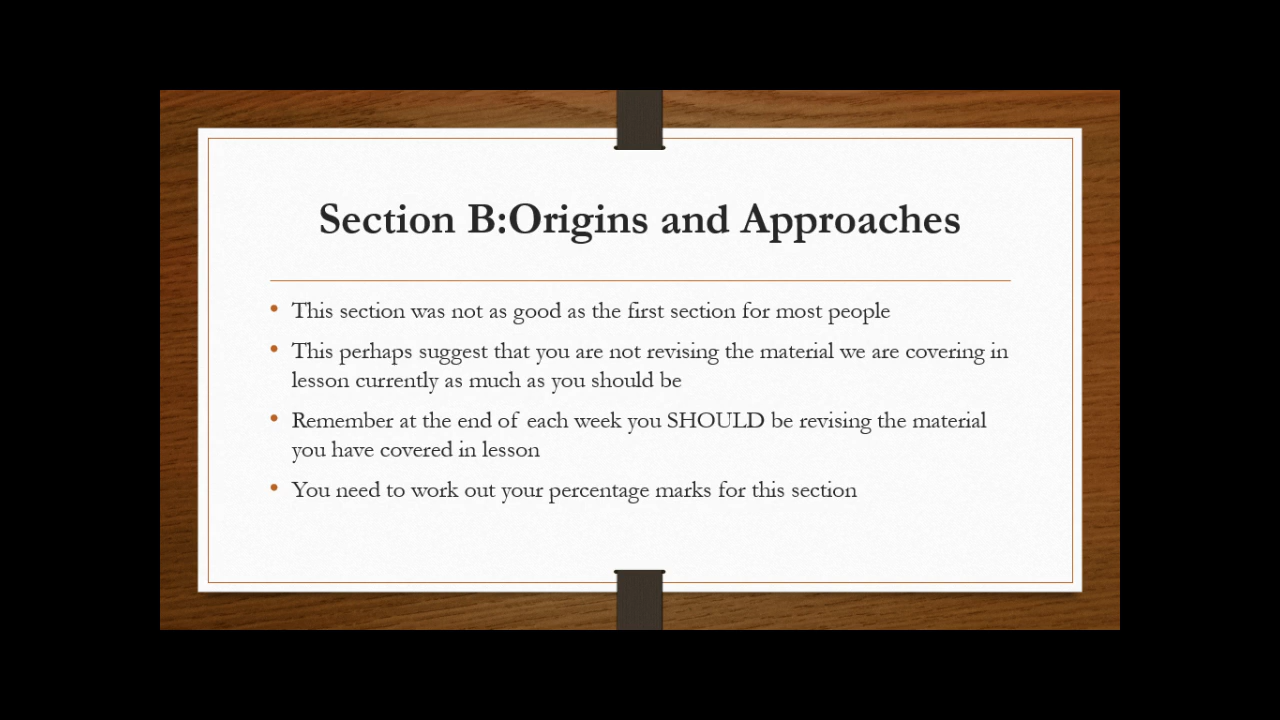 Section B:Origins and Approaches
• This section was not as good as the first section for most people
• This perhaps suggest that you are not revising the material we are covering in
lesson currently as much as you should be
• Remember at the end of each week you SHOULD be revising the material
you have covered in lesson
• You need to work out your percentage marks for this section